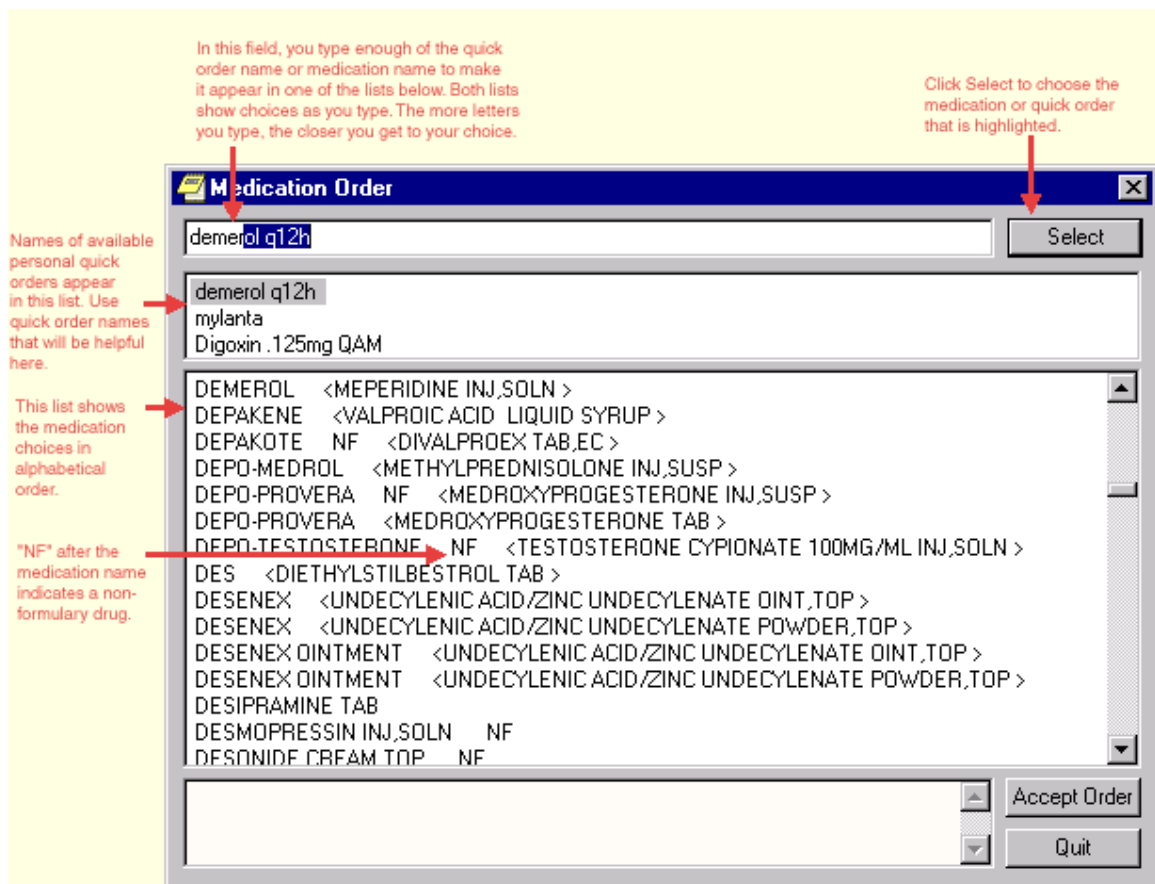 In this field, you type enough of the quick
order name or medication name to make
it appear in one of the lists below. Both lists
show choices as you type. The more letters
you type, the closer you get to your choice.
Click Select to choose the
medication or quick order
that is highlighted.
Medication Order
demerol q12h
Select
Names of available
personal quick
orders appear
in this list. Use
quick order names
that will be helpful
here.
demerol q12h
mylanta
Digoxin .125mg QAM
This list shows
the medication
choices in
alphabetical
order.
"NF" after the
medication name
indicates a non-
formulary drug.
DEMEROL <MEPERIDINE INJ,SOLN >
DEPAKENE <VALPROIC ACID LIQUID SYRUP >
DEPAKOTE NF <DIVALPROEX TAB,EC >
DEPO-MEDROL <METHYLPREDNISOLONE INJ,SUSP >
DEPO-PROVERA NF <MEDROXYPROGESTERONE INJ,SUSP >
DEPO-PROVERA <MEDROXYPROGESTERONE TAB >
DEPO-TESTOSTERONE NF <TESTOSTERONE CYPIONATE 100MG/ML INJ,SOLN >
DES <DIETHYLSTILBESTROL TAB >
DESENEX <UNDECYLENIC ACID/ZINC UNDECYLENATE OINT,TOP >
DESENEX <UNDECYLENIC ACID/ZINC UNDECYLENATE POWDER,TOP >
DESENEX OINTMENT <UNDECYLENIC ACID/ZINC UNDECYLENATE OINT,TOP >
DESENEX OINTMENT <UNDECYLENIC ACID/ZINC UNDECYLENATE POWDER,TOP >
DESIPRAMINE TAB
DESMOPRESSIN INJ,SOLN NF
DESONIDE CREAM,TOP NF
Accept Order
Quit